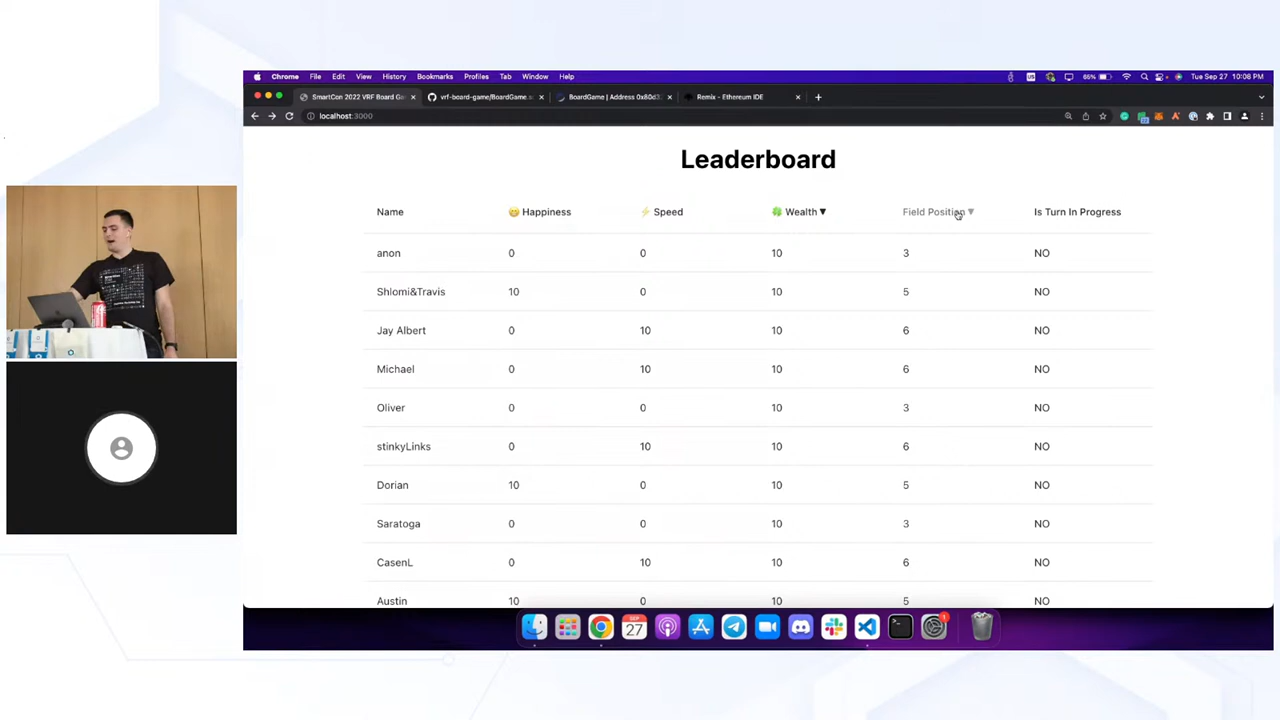 Chrome File Edit View History Bookmarks Profiles Tab Window Help 65% Tue Sep 27 10:08 PM
SmartCon 2022 VRF Board Ga vrf-board-game/BoardGame.s BoardGame | Address 0x80d3 Remix - Ethereum IDE
localhost:3000
Leaderboard
Name 😀 Happiness ⚡ Speed 🍀 Wealth ▼ Field Position ▼ Is Turn In Progress
anon 0 0 10 3 NO
Shlomi&Travis 10 0 10 5 NO
Jay Albert 0 10 10 6 NO
Michael 0 10 10 6 NO
Oliver 0 0 10 3 NO
stinkyLinks 0 10 10 6 NO
Dorian 10 0 10 5 NO
Saratoga 0 0 10 3 NO
CasenL 0 10 10 6 NO
Austin 10 0 10 5 NO
SEP
27
1